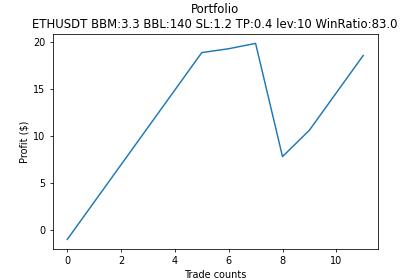 Portfolio
ETHUSDT BBM:3.3 BBL:140 SL:1.2 TP:0.4 lev:10 WinRatio:83.0
Profit ($)
20
15
10
5
0
0 2 4 6 8 10
Trade counts